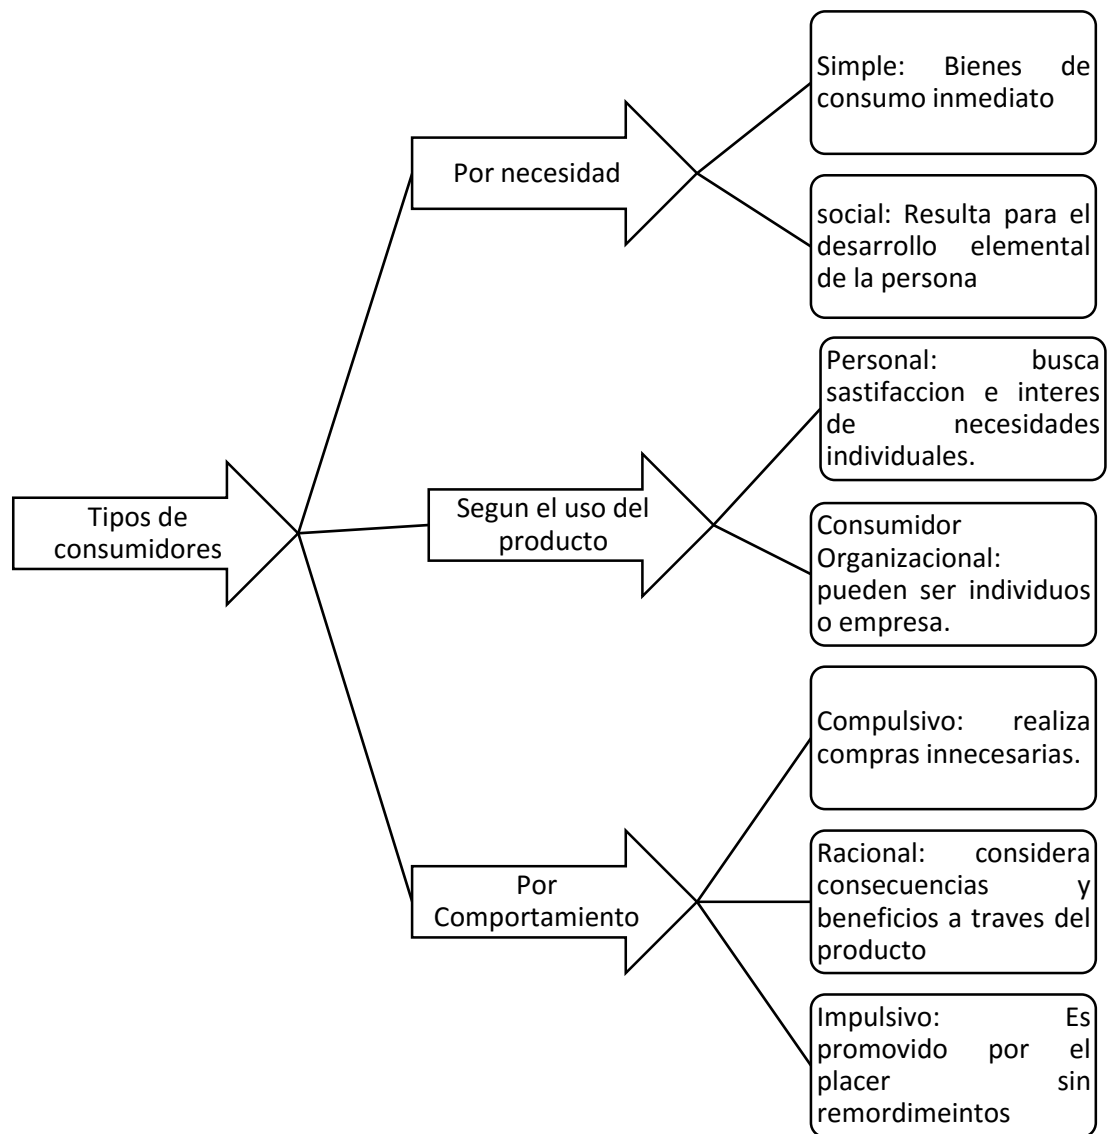 Tipos de
consumidores
Por necesidad
Simple: Bienes de
consumo inmediato
social: Resulta para el
desarrollo elemental
de la persona
Segun el uso del
producto
Personal: busca
sastifaccion e interes
de necesidades
individuales.
Consumidor
Organizacional:
pueden ser individuos
o empresa.
Por
Comportamiento
Compulsivo: realiza
compras innecesarias.
Racional: considera
consecuencias y
beneficios a traves del
producto
Impulsivo: Es
promovido por el
placer sin
remordimeintos